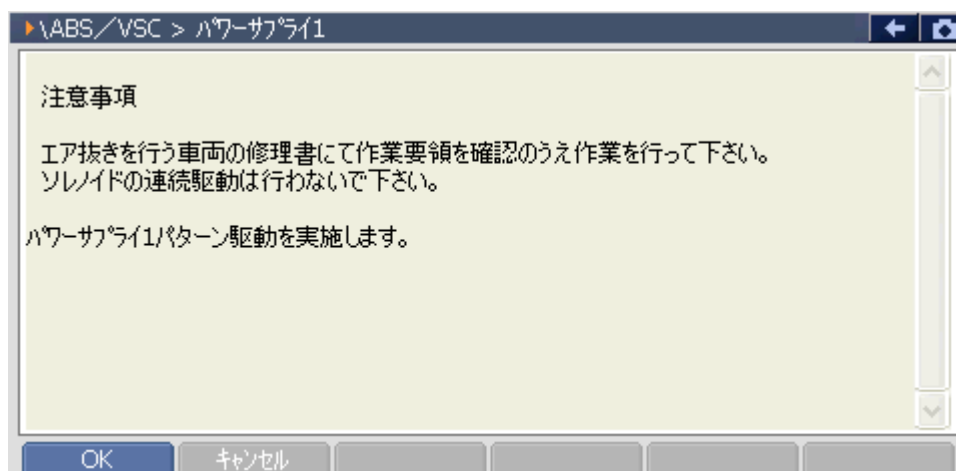 \ABS/VSC > パワーサプライ1
注意事項
エア抜きを行う車両の修理書にて作業要領を確認のうえ作業を行って下さい。
ソレノイドの連続駆動は行わないで下さい。
パワーサプライ1パターン駆動を実施します。
OK キャンセル